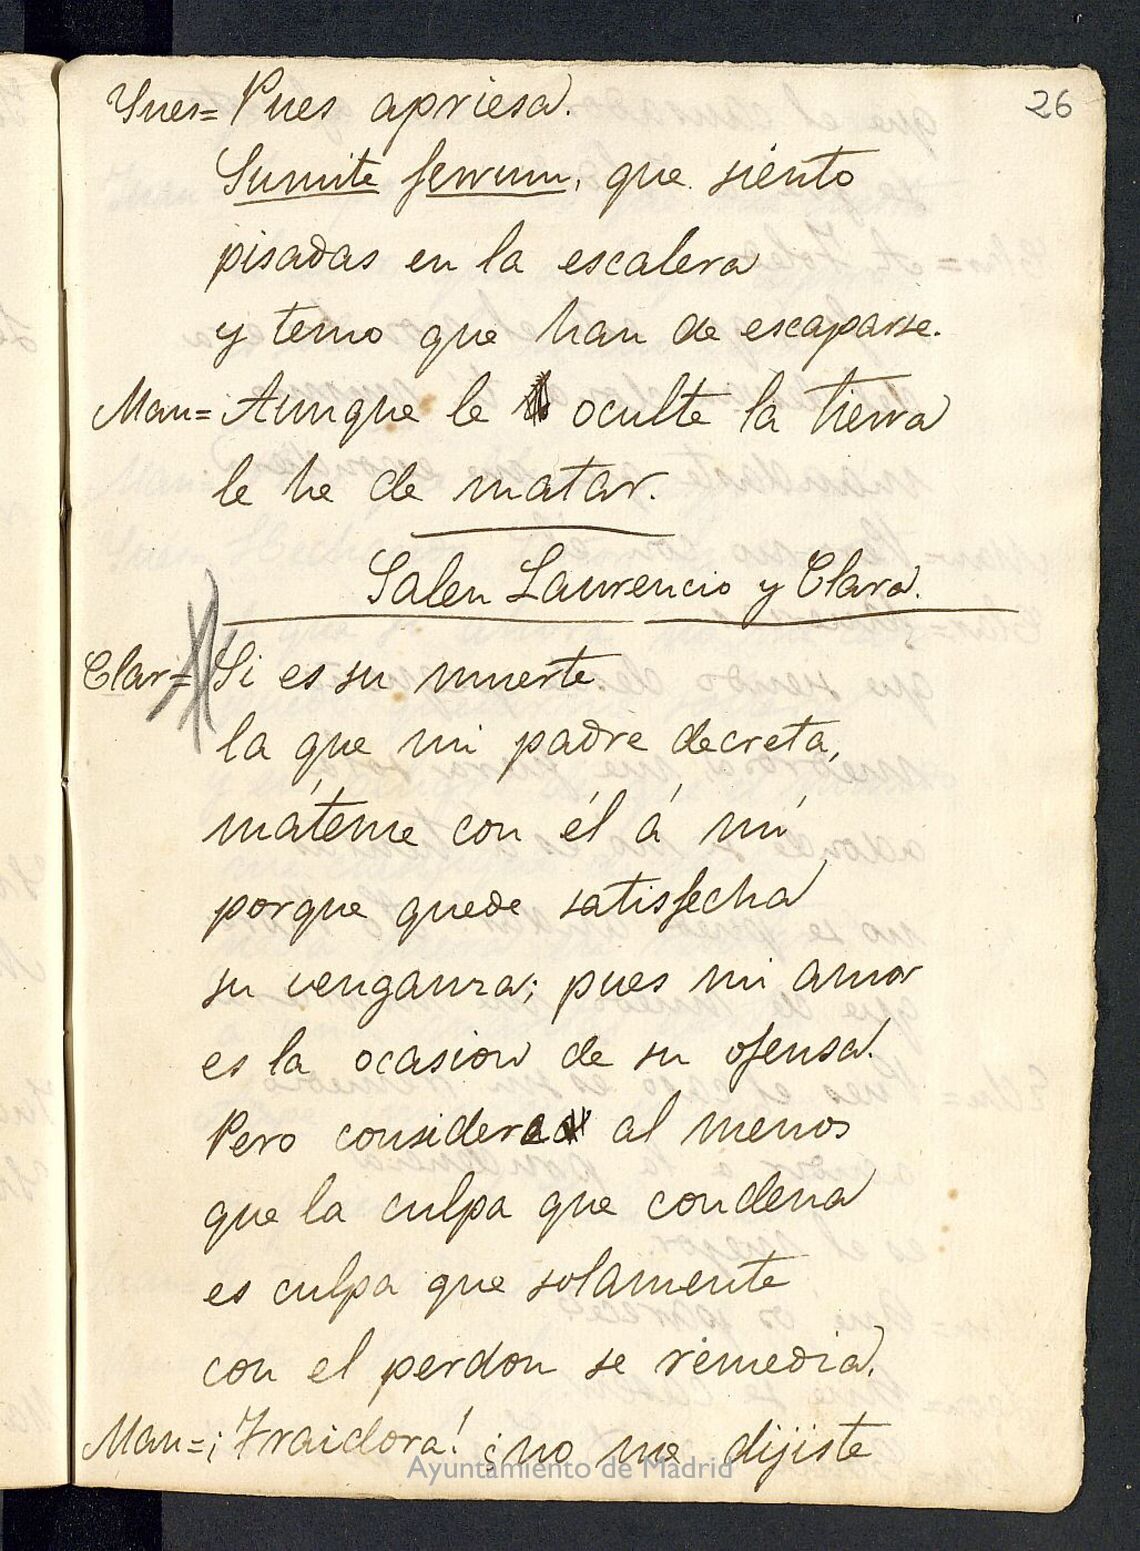 26
Ynes= Pues apriesa.
Sumite ferrum, que siento
pisadas en la escalera
y temo que han de escaparse.
Man= Aunque le oculte la tierra
le he de matar.
Salen Laurencio y Clara.
Clar= Si es su muerte
la que mi padre decreta,
máteme con él á mí
porque quede satisfecha
su venganza; pues mi amor
es la ocasion de su ofensa.
Pero considere al menos
que la culpa que condena
es culpa que solamente
con el perdon se remedia.
Man= ¡Traidora! ¿no me dijiste
Ayuntamiento de Madrid